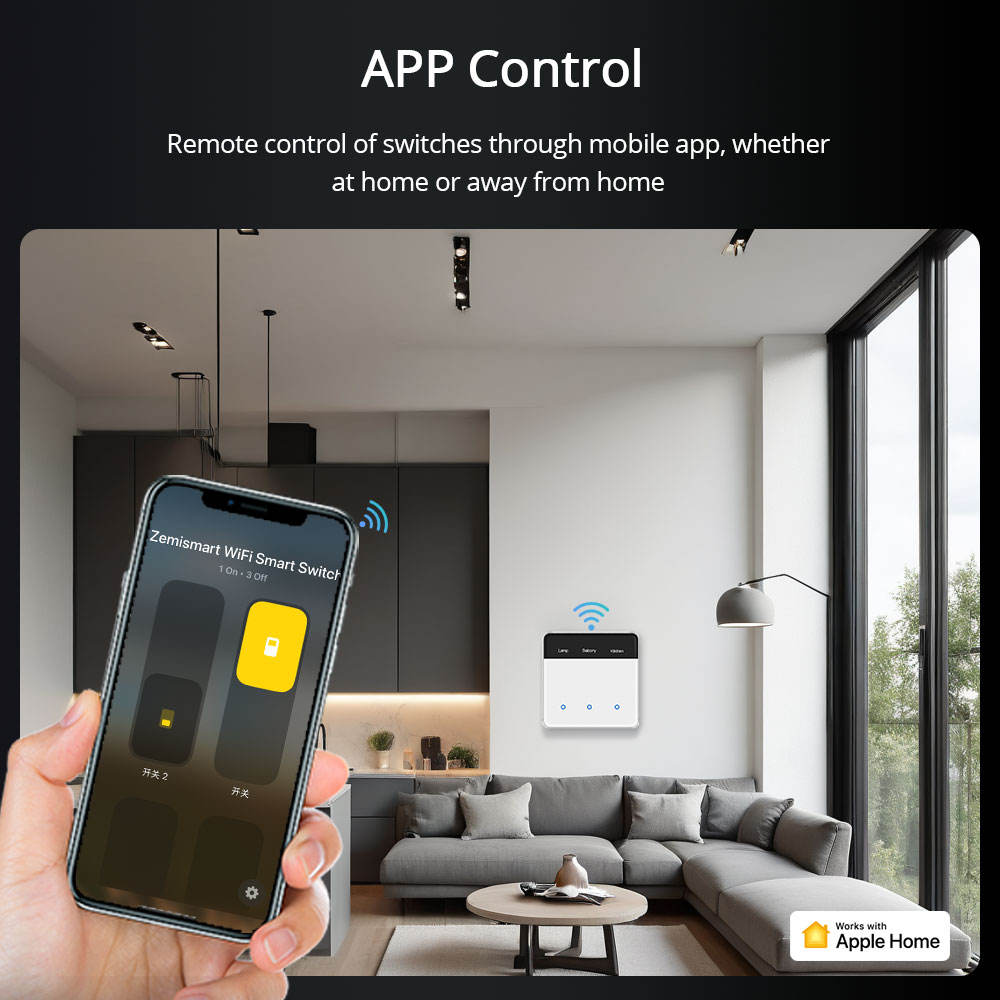 APP Control
Remote control of switches through mobile app, whether
at home or away from home
Zemismart WiFi Smart Switch
1 On • 3 Off
开关 2
开关
Lamp Balcony Kitchen
Works with
Apple Home